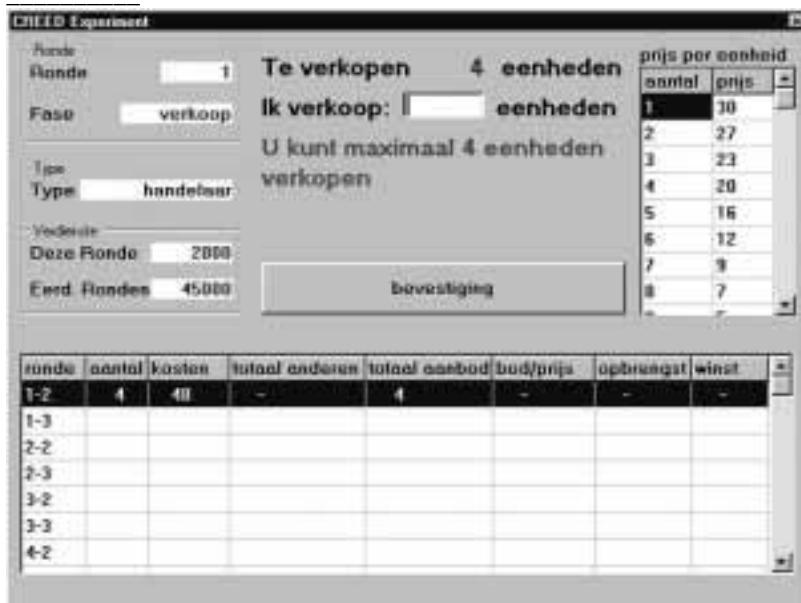 CREED Experiment
Ronde
Ronde 1
Fase verkoop
Type
Type handelaar
Verdienste
Deze Ronde 2000
Eerd. Ronden 45000
Te verkopen 4 eenheden
Ik verkoop: eenheden
U kunt maximaal 4 eenheden
verkopen
bevestiging
prijs per eenheid
aantal prijs
1 30
2 27
3 23
4 20
5 16
6 12
7 9
8 7
ronde aantal kosten totaal anderen totaal aanbod bod/prijs opbrengst winst
1-2 4 - 4 - - -
1-3
2-2
2-3
3-2
3-3
4-2